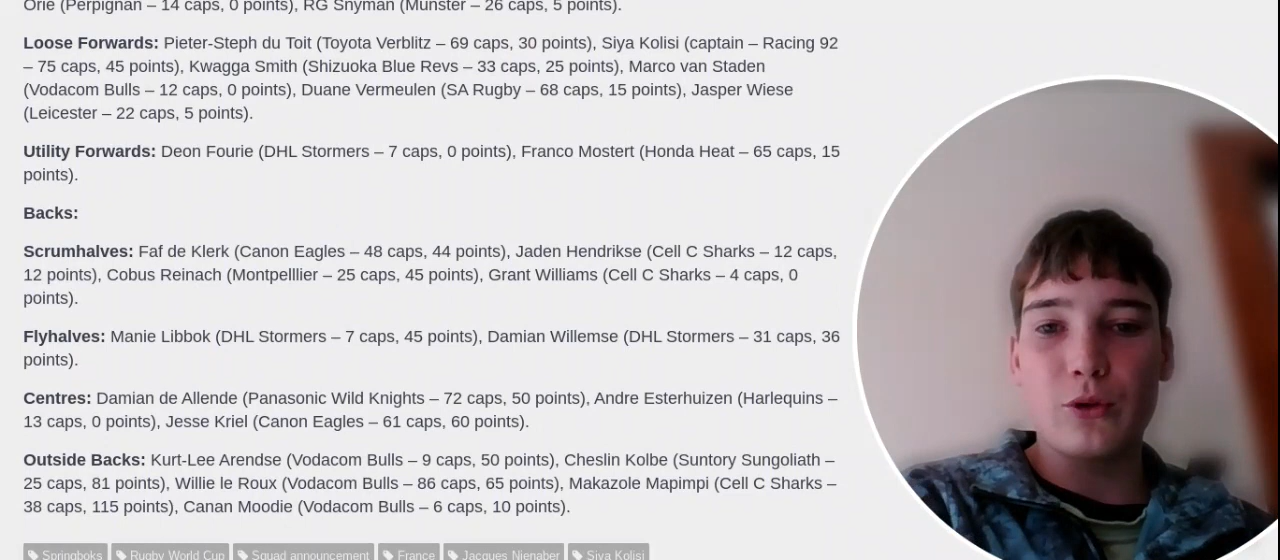 Orie (Perpignan – 14 caps, 0 points), RG Snyman (Munster – 26 caps, 5 points).
Loose Forwards: Pieter-Steph du Toit (Toyota Verblitz – 69 caps, 30 points), Siya Kolisi (captain – Racing 92
– 75 caps, 45 points), Kwagga Smith (Shizuoka Blue Revs – 33 caps, 25 points), Marco van Staden
(Vodacom Bulls – 12 caps, 0 points), Duane Vermeulen (SA Rugby – 68 caps, 15 points), Jasper Wiese
(Leicester – 22 caps, 5 points).
Utility Forwards: Deon Fourie (DHL Stormers – 7 caps, 0 points), Franco Mostert (Honda Heat – 65 caps, 15
points).
Backs:
Scrumhalves: Faf de Klerk (Canon Eagles – 48 caps, 44 points), Jaden Hendrikse (Cell C Sharks – 12 caps,
12 points), Cobus Reinach (Montpelllier – 25 caps, 45 points), Grant Williams (Cell C Sharks – 4 caps, 0
points).
Flyhalves: Manie Libbok (DHL Stormers – 7 caps, 45 points), Damian Willemse (DHL Stormers – 31 caps, 36
points).
Centres: Damian de Allende (Panasonic Wild Knights – 72 caps, 50 points), Andre Esterhuizen (Harlequins –
13 caps, 0 points), Jesse Kriel (Canon Eagles – 61 caps, 60 points).
Outside Backs: Kurt-Lee Arendse (Vodacom Bulls – 9 caps, 50 points), Cheslin Kolbe (Suntory Sungoliath –
25 caps, 81 points), Willie le Roux (Vodacom Bulls – 86 caps, 65 points), Makazole Mapimpi (Cell C Sharks –
38 caps, 115 points), Canan Moodie (Vodacom Bulls – 6 caps, 10 points).
Springboks Rugby World Cup Squad announcement France Jacques Nienaber Siya Kolisi